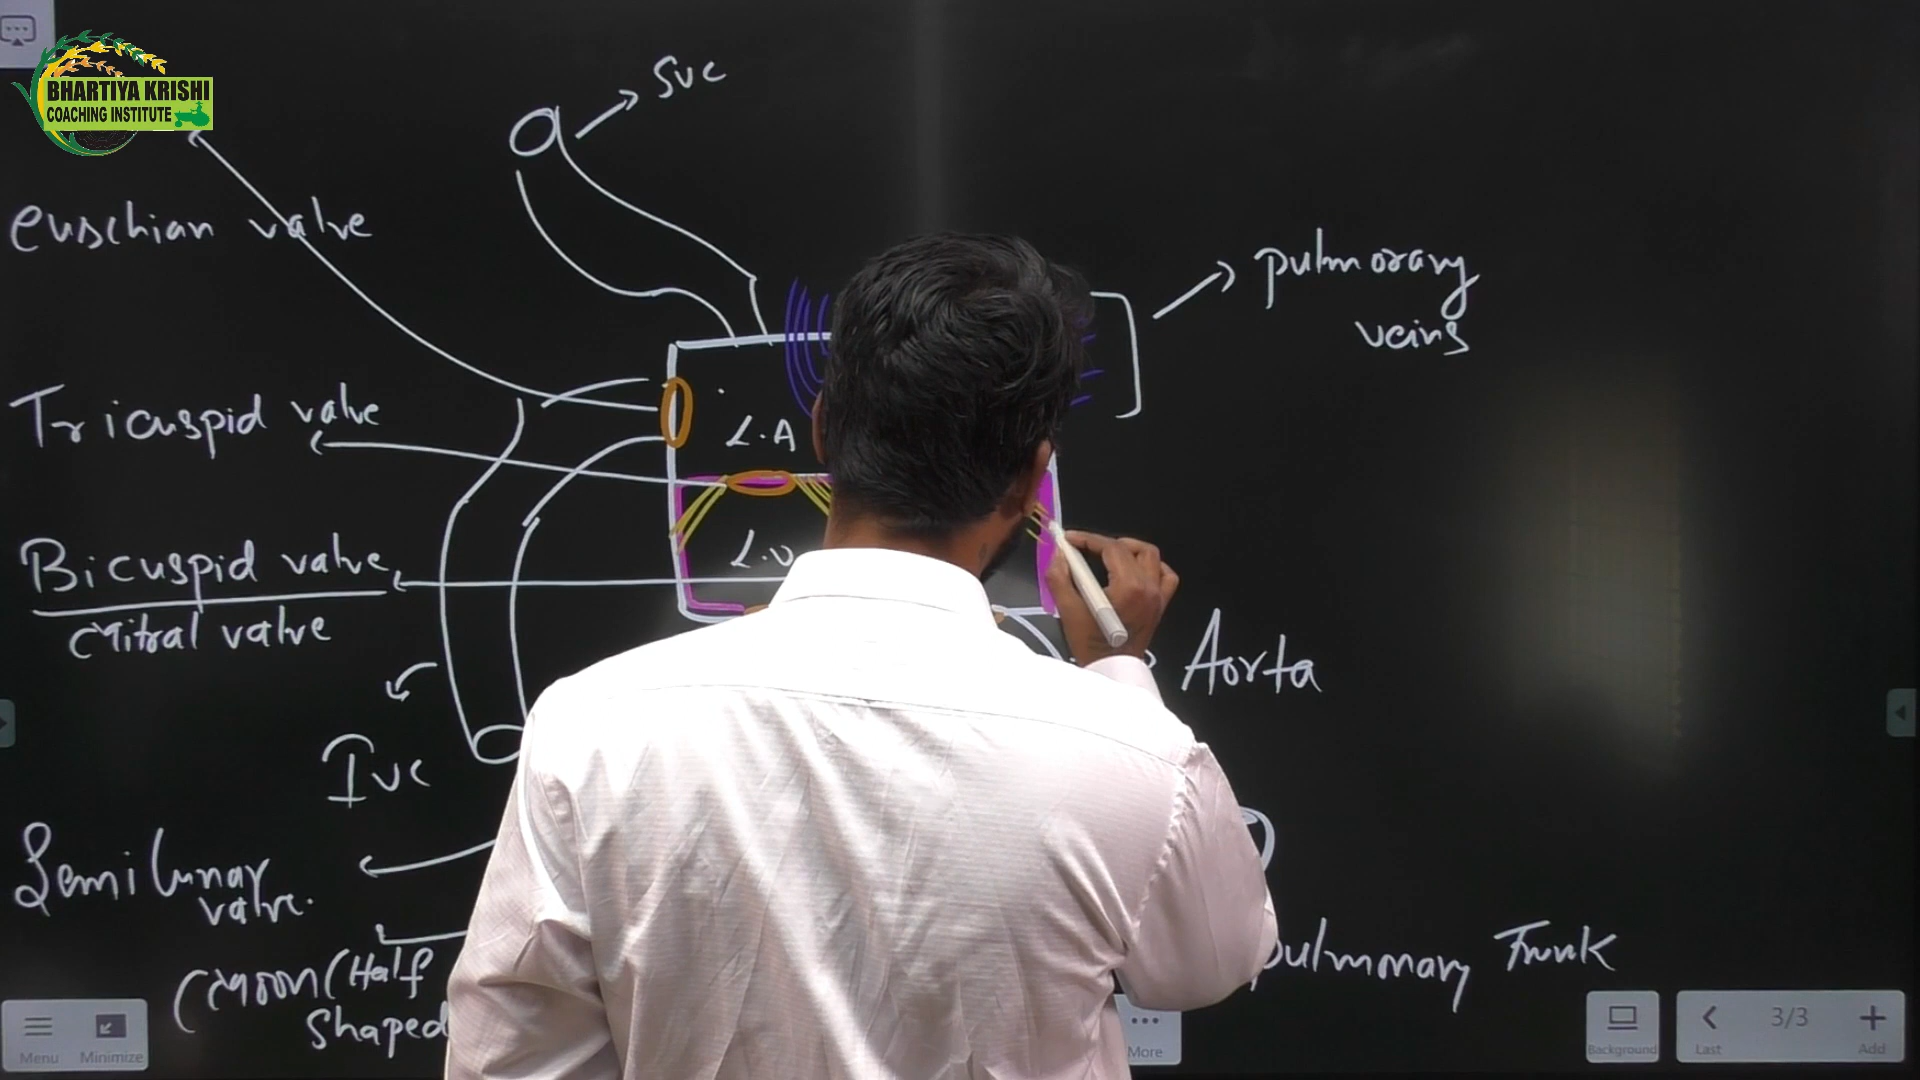 BHARTIYA KRISHI
COACHING INSTITUTE
SVC
euschian valve
pulmorary
veins
Tricuspid valve
L.A
Bicuspid valve
L.V
Mitral valve
Aorta
IVC
Semilunar
valve.
pulmonary Trunk
(Moon (Half
Shaped
Menu
Minimize
More
Background
Last
3/3
Add